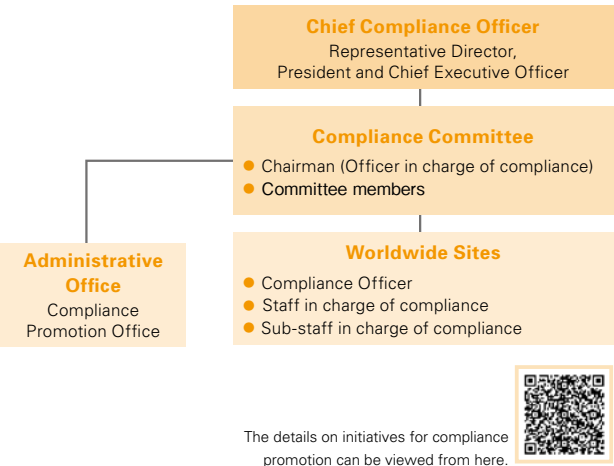 Chief Compliance Officer
Representative Director,
President and Chief Executive Officer
Compliance Committee
● Chairman (Officer in charge of compliance)
● Committee members
Administrative
Office
Compliance
Promotion Office
Worldwide Sites
● Compliance Officer
● Staff in charge of compliance
● Sub-staff in charge of compliance
The details on initiatives for compliance
promotion can be viewed from here.